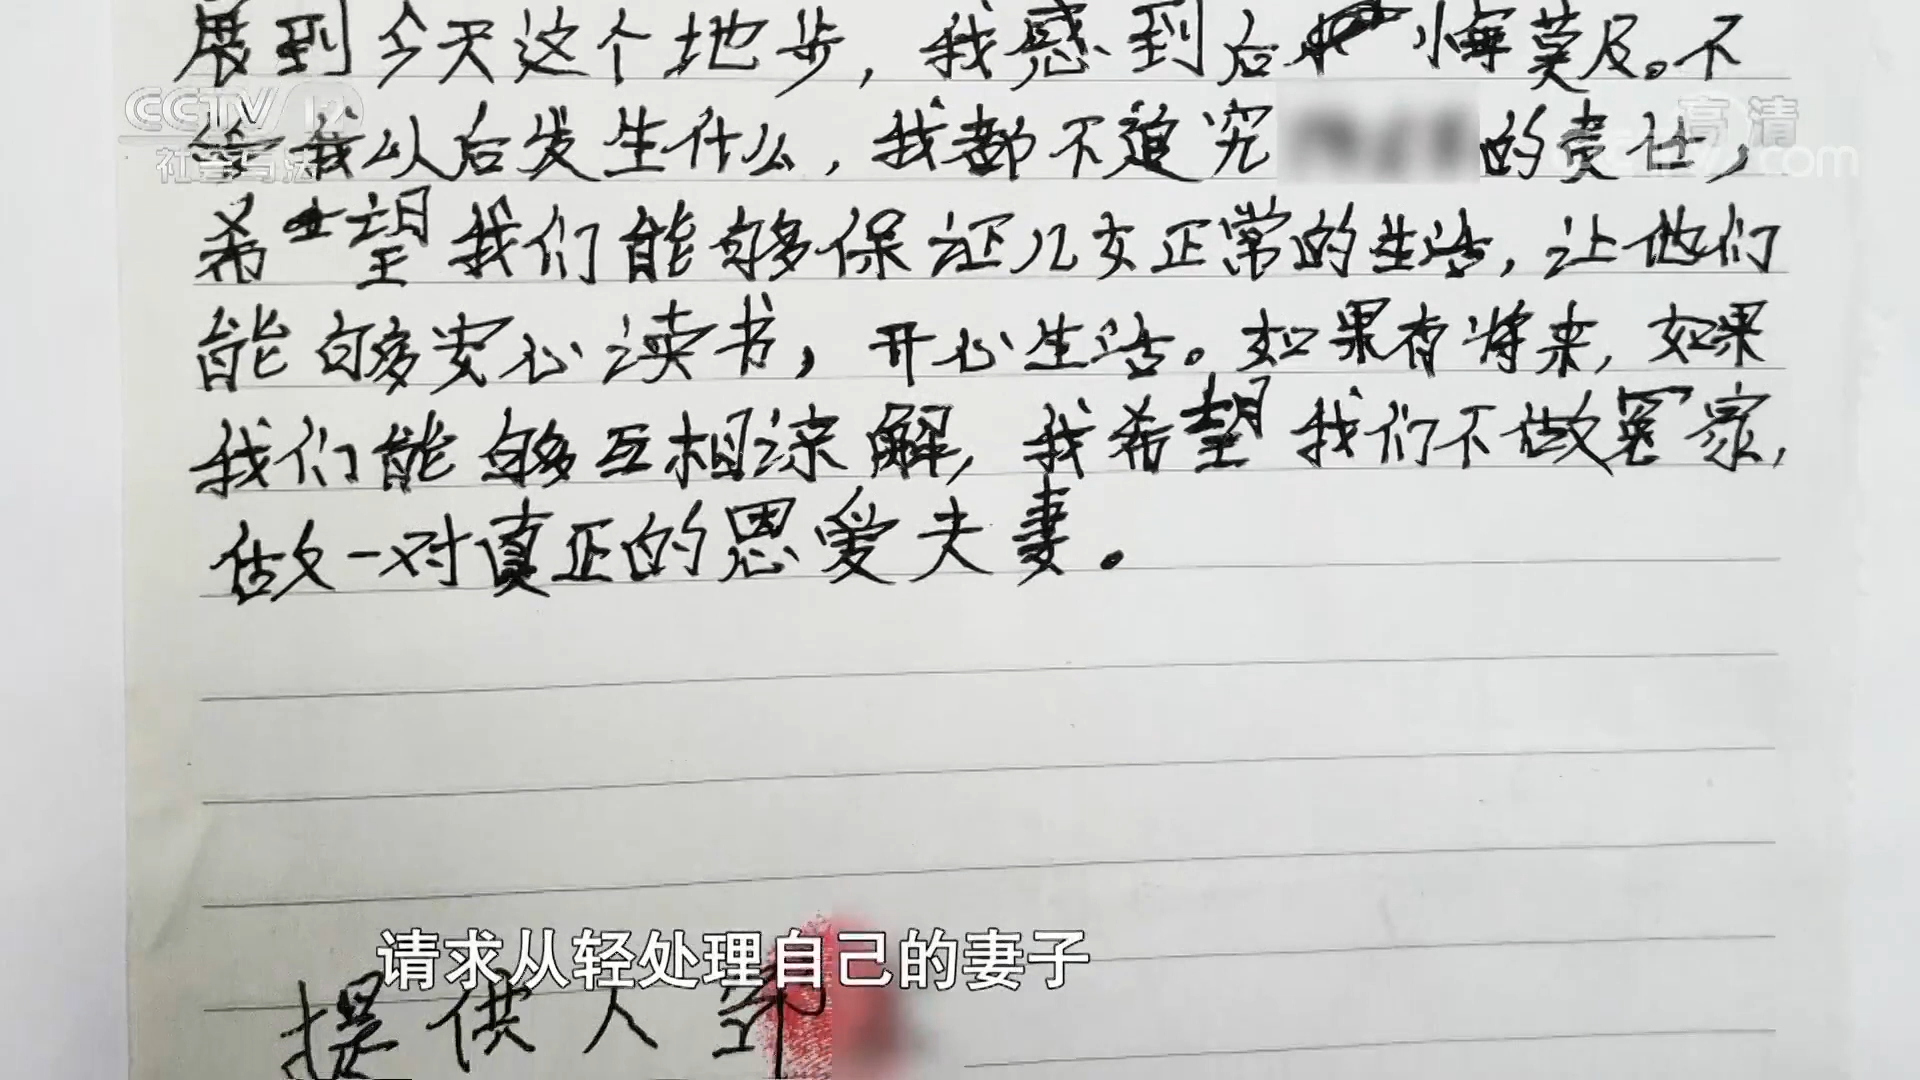 展到今天这个地步，我感到后悔莫及。不
管我以后发生什么，我都不追究
的责任，
希望我们能够保证儿女正常的生活，让他们
能够安心读书，开心生活。如果有将来，如果
我们能够互相谅解，我希望我们不做冤家，
做一对真正的恩爱夫妻。
请求从轻处理自己的妻子
提供人
CCTV 12
社会与法
高清
.com